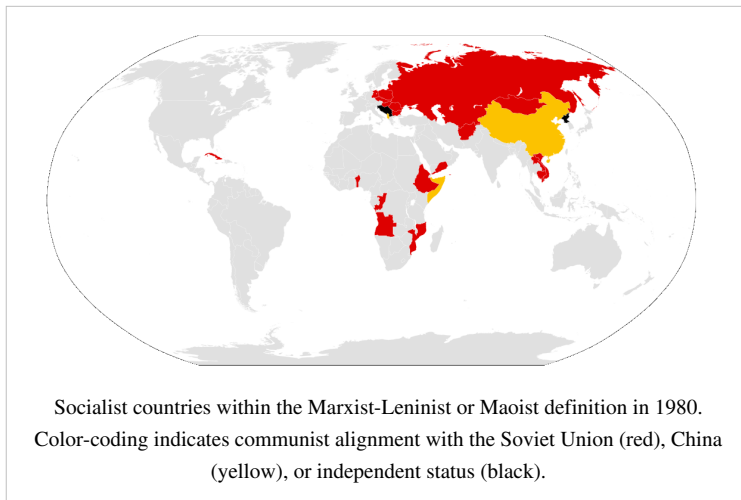 Socialist countries within the Marxist-Leninist or Maoist definition in 1980.
Color-coding indicates communist alignment with the Soviet Union (red), China
(yellow), or independent status (black).